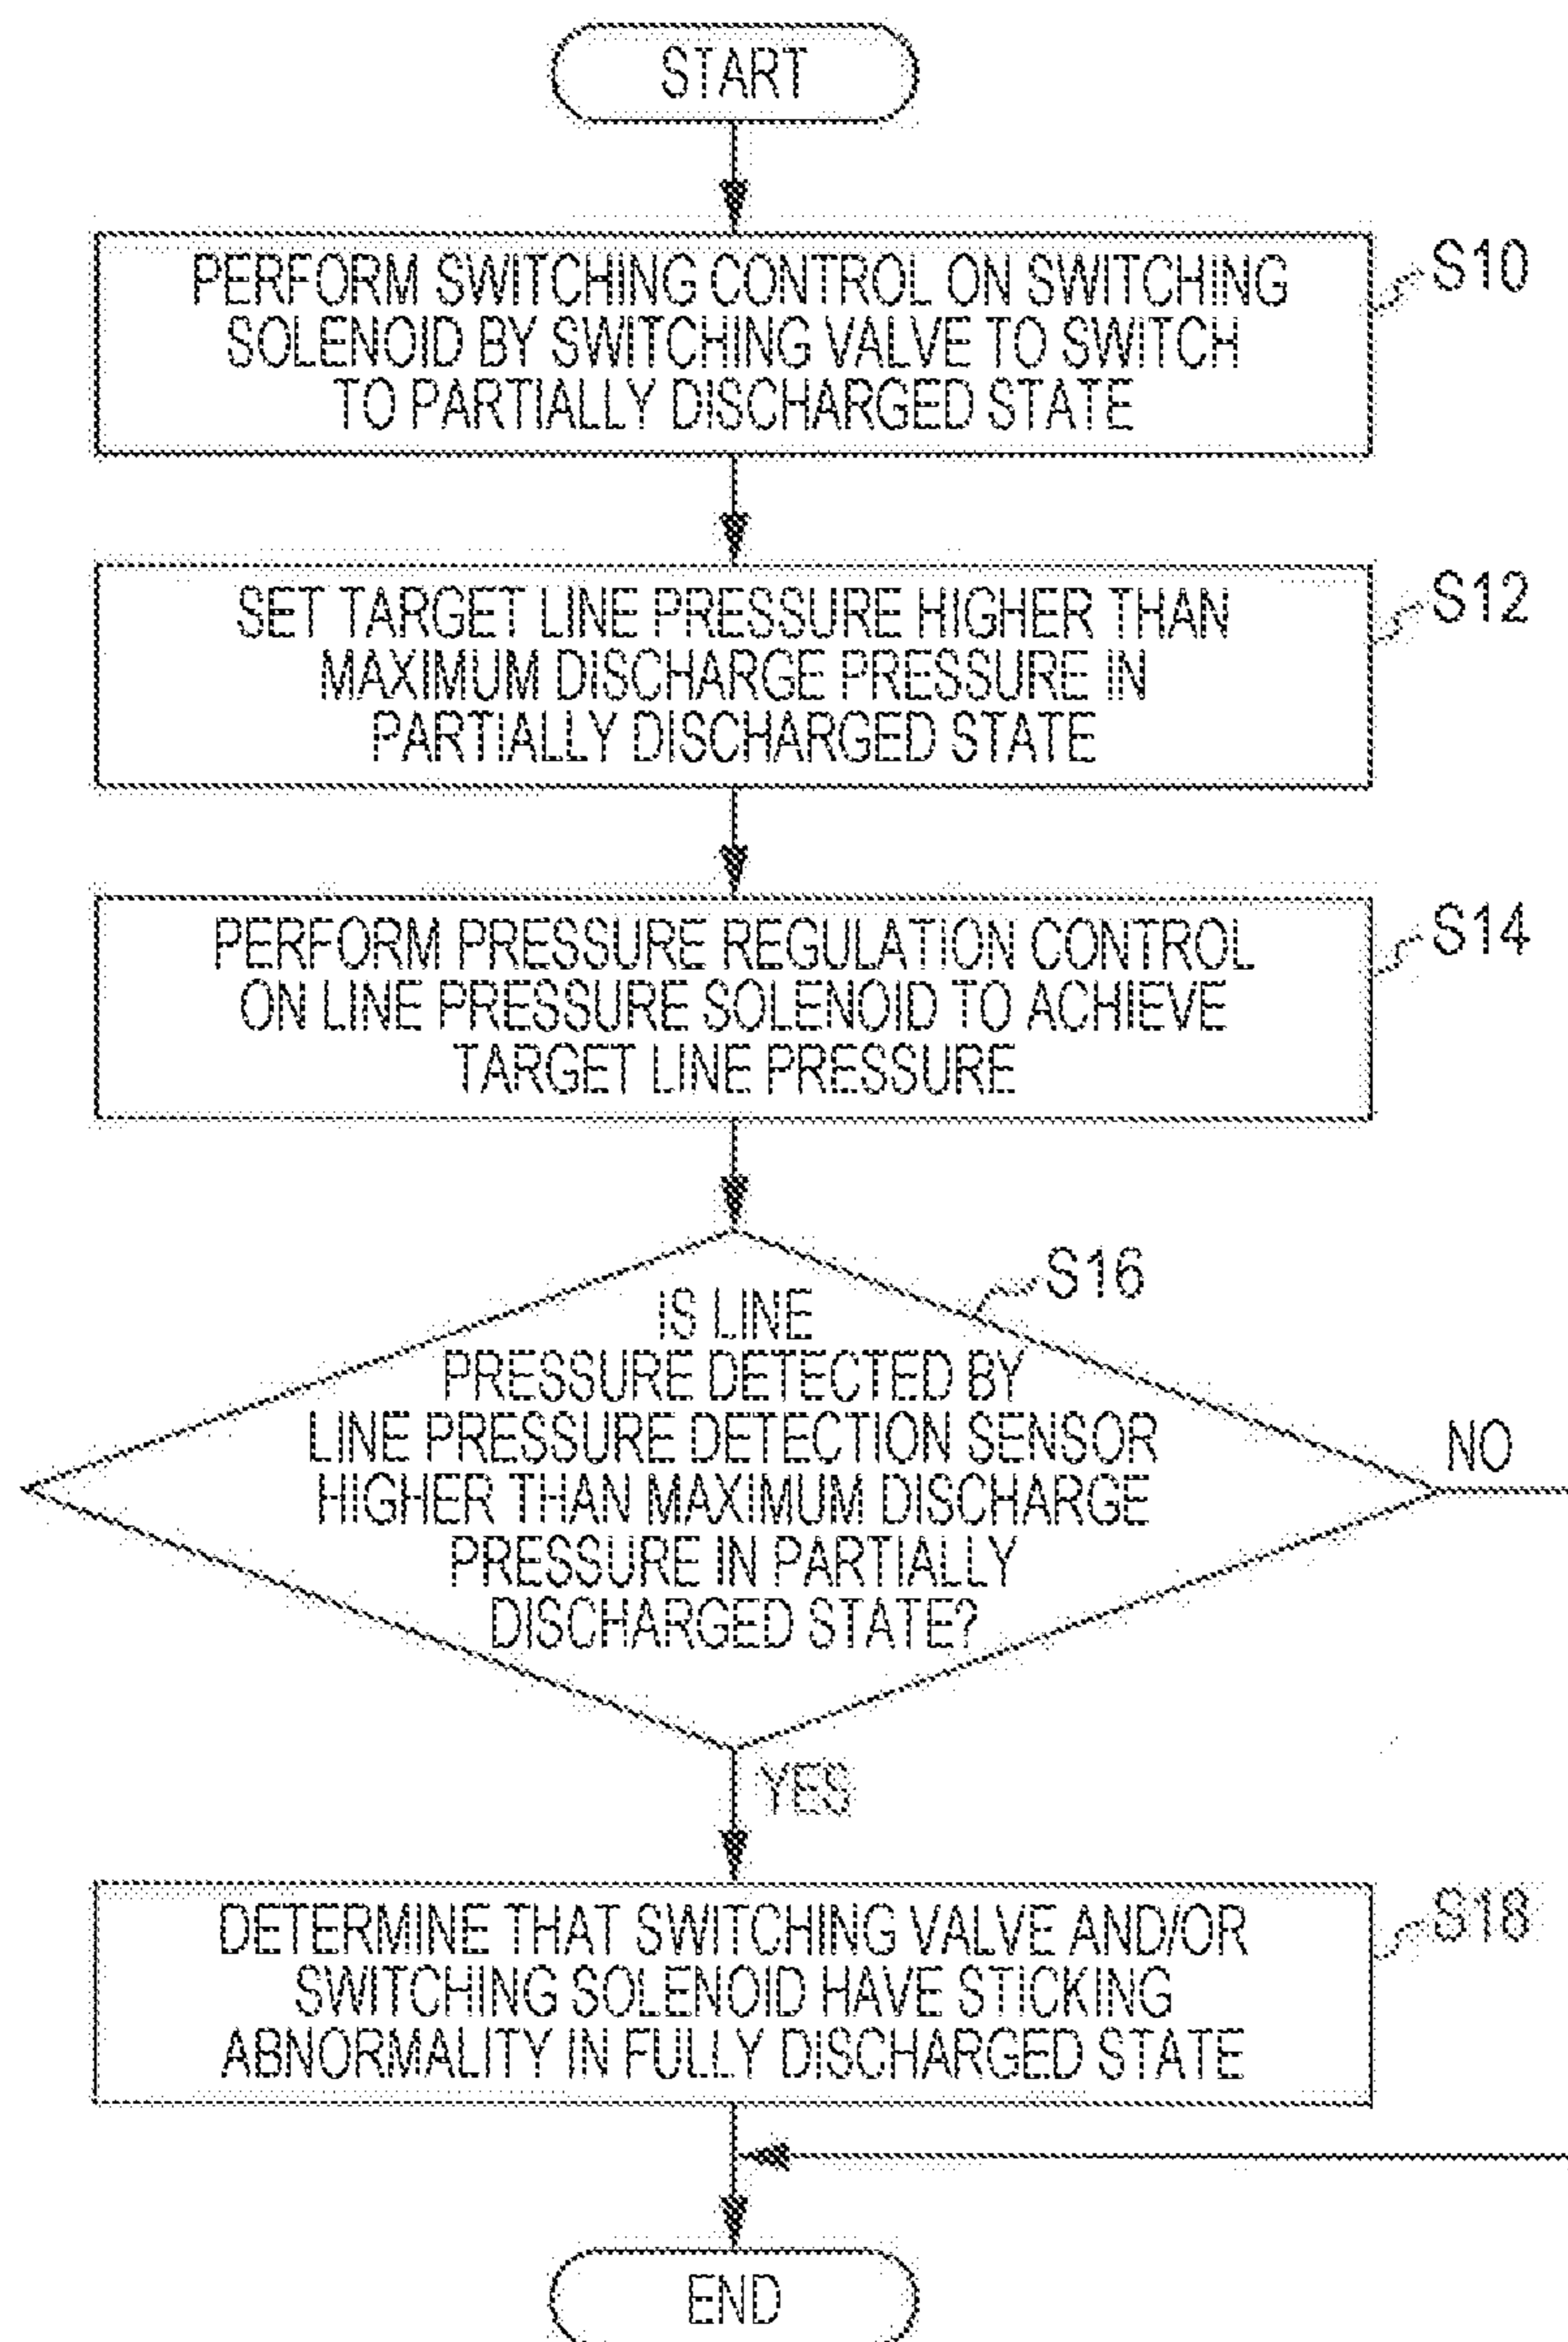 START
PERFORM SWITCHING CONTROL ON SWITCHING
SOLENOID BY SWITCHING VALVE TO SWITCH
TO PARTIALLY DISCHARGED STATE
S10
SET TARGET LINE PRESSURE HIGHER THAN
MAXIMUM DISCHARGE PRESSURE IN
PARTIALLY DISCHARGED STATE
S12
PERFORM PRESSURE REGULATION CONTROL
ON LINE PRESSURE SOLENOID TO ACHIEVE
TARGET LINE PRESSURE
S14
S16
IS LINE
PRESSURE DETECTED BY
LINE PRESSURE DETECTION SENSOR
HIGHER THAN MAXIMUM DISCHARGE
PRESSURE IN PARTIALLY
DISCHARGED STATE?
NO
YES
DETERMINE THAT SWITCHING VALVE AND/OR
SWITCHING SOLENOID HAVE STICKING
ABNORMALITY IN FULLY DISCHARGED STATE
S18
END